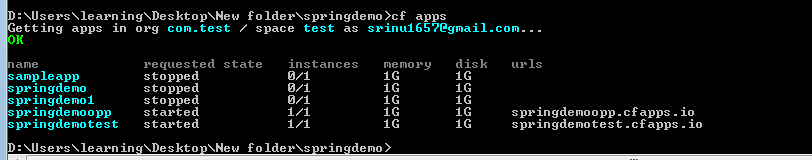 D:\Users\learning\Desktop\New folder\springdemo>cf apps
Getting apps in org com.test / space test as srinu1657@gmail.com...
OK
name requested state instances memory disk urls
sampleapp stopped 0/1 1G 1G
springdemo stopped 0/1 1G 1G
springdemo1 stopped 0/1 1G 1G
springdemoopp started 1/1 1G 1G springdemoopp.cfapps.io
springdemotest started 1/1 1G 1G springdemotest.cfapps.io
D:\Users\learning\Desktop\New folder\springdemo>